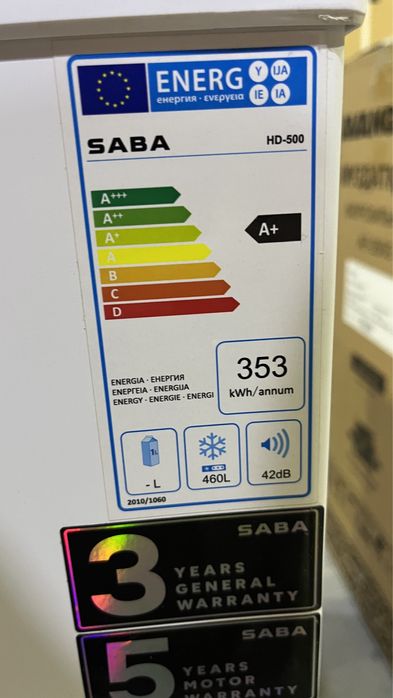 ENERG Y IJA
енергия · ενεργεια IE IA
SABA HD-500
A+++
A++
A+
A
B
C
D
A+
353
kWh/annum
ENERGIA · ЕНЕРГИЯ
ΕΝΕΡΓΕΙΑ · ENERGIJA
ENERGY · ENERGIE · ENERGI
1L
- L
460L
42dB
2010/1060
SABA
3
YEARS
GENERAL
WARRANTY
SABA
5
YEARS
MOTOR
WARRANTY